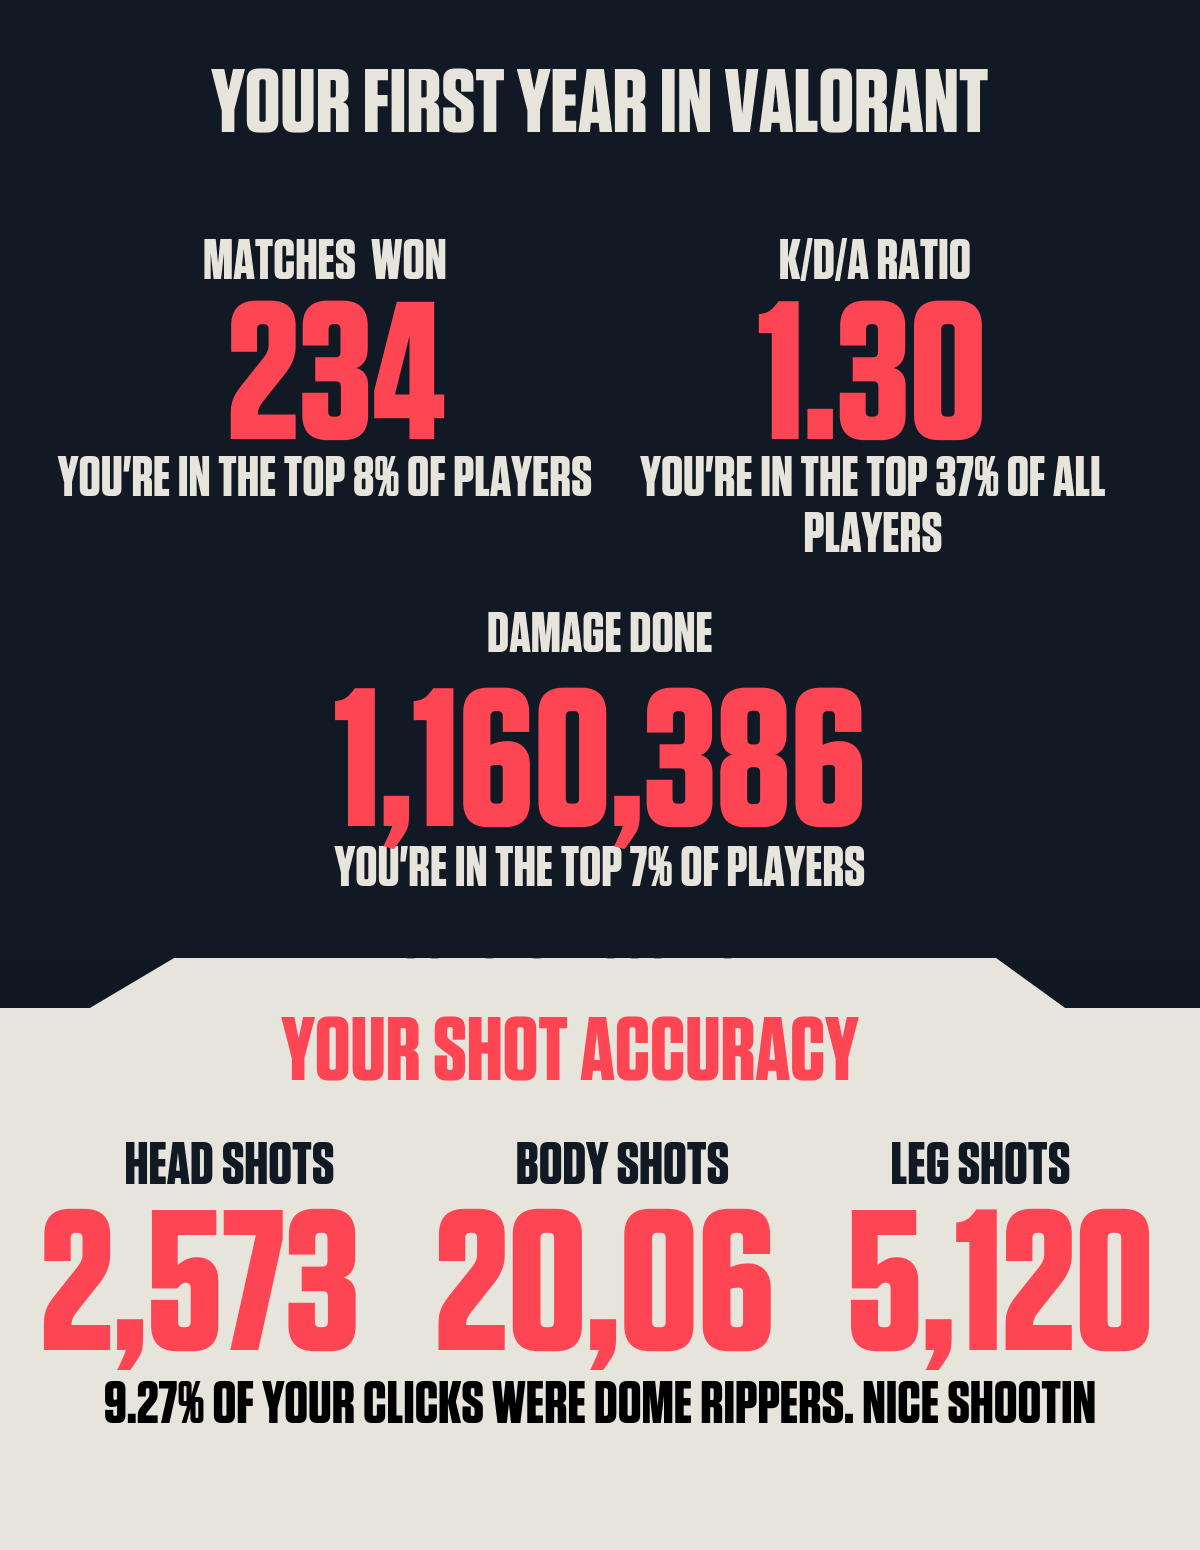 YOUR FIRST YEAR IN VALORANT
MATCHES WON
234
YOU'RE IN THE TOP 8% OF PLAYERS
K/D/A RATIO
1.30
YOU'RE IN THE TOP 37% OF ALL
PLAYERS
DAMAGE DONE
1,160,386
YOU'RE IN THE TOP 7% OF PLAYERS
YOUR SHOT ACCURACY
HEAD SHOTS
2,573
BODY SHOTS
20,06
LEG SHOTS
5,120
9.27% OF YOUR CLICKS WERE DOME RIPPERS. NICE SHOOTIN